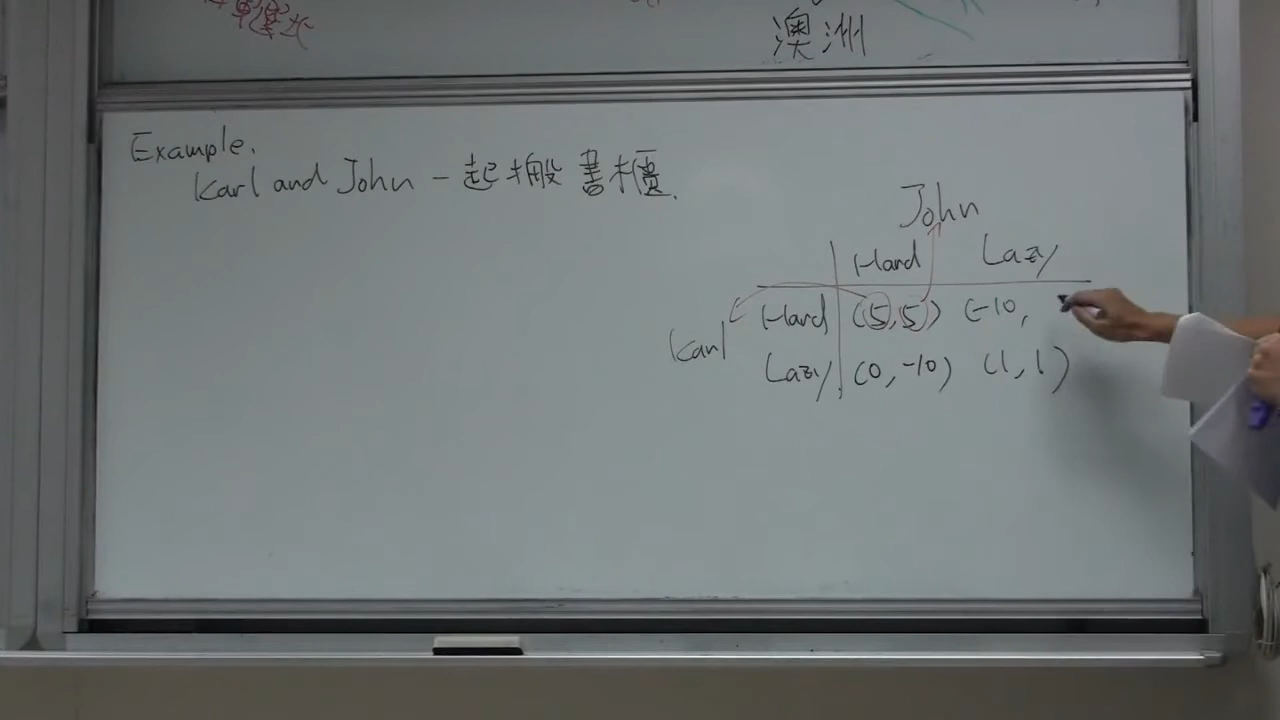 澳洲
Example.
Karl and John 一起搬書櫃.
John
Hard Lazy
Karl
Hard (5,5) (-10,
Lazy (0,-10) (1,1)